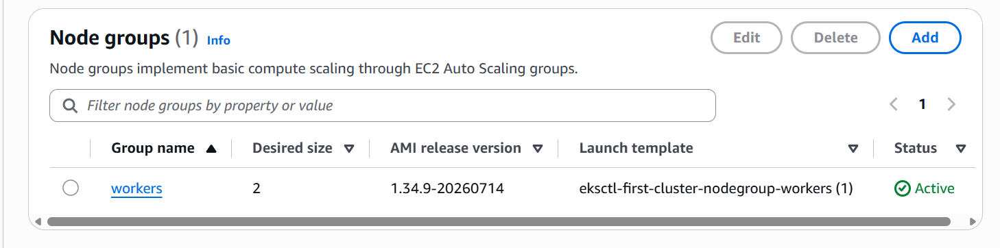 Node groups (1) Info
Edit
Delete
Add
Node groups implement basic compute scaling through EC2 Auto Scaling groups.
Filter node groups by property or value
1
Group name Desired size AMI release version Launch template Status
workers 2 1.34.9-20260714 eksctl-first-cluster-nodegroup-workers (1) Active